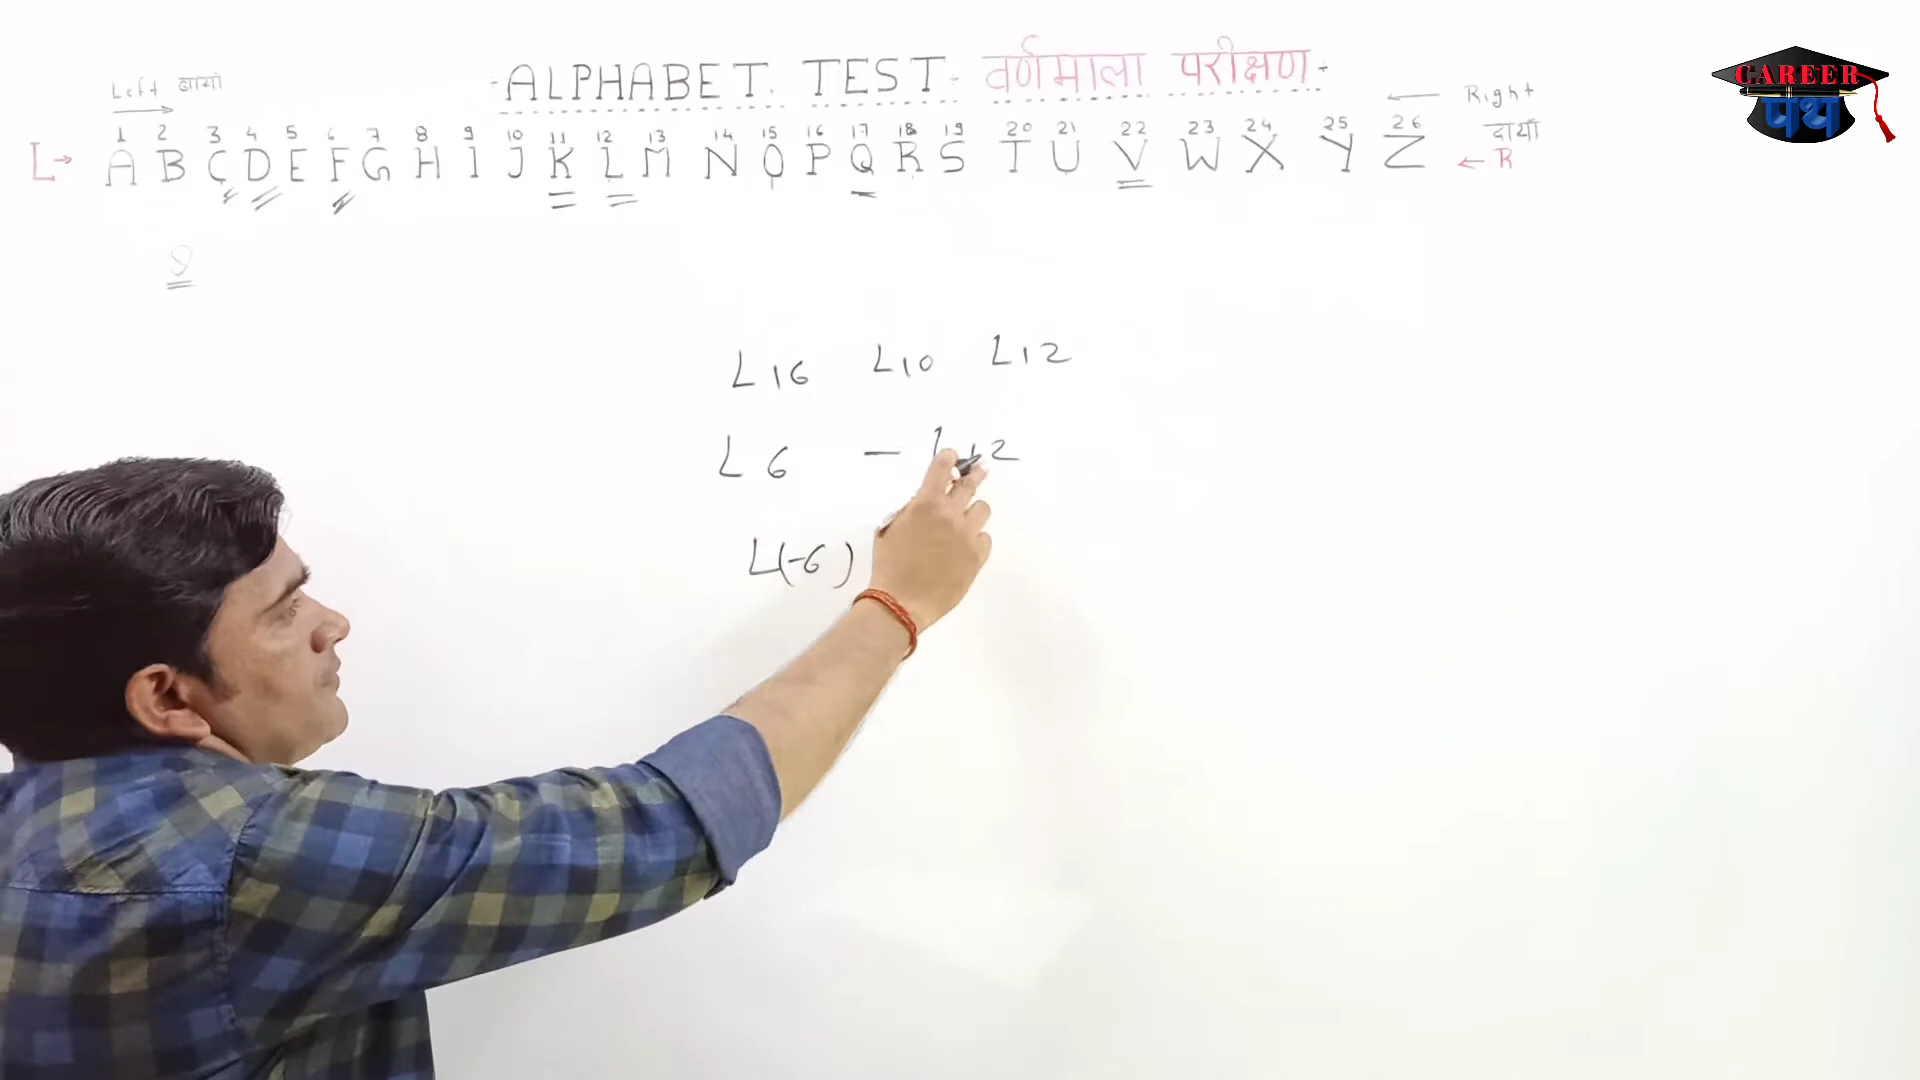 Left बायां
ALPHABET TEST वर्णमाला परीक्षण
Right
दायाँ
1 2 3 4 5 6 7 8 9 10 11 12 13 14 15 16 17 18 19 20 21 22 23 24 25 26
L→ A B C D E F G H I J K L M N O P Q R S T U V W X Y Z ← R
L16 L10 L12
L6 – L12
L(-6)
CAREER
पथ